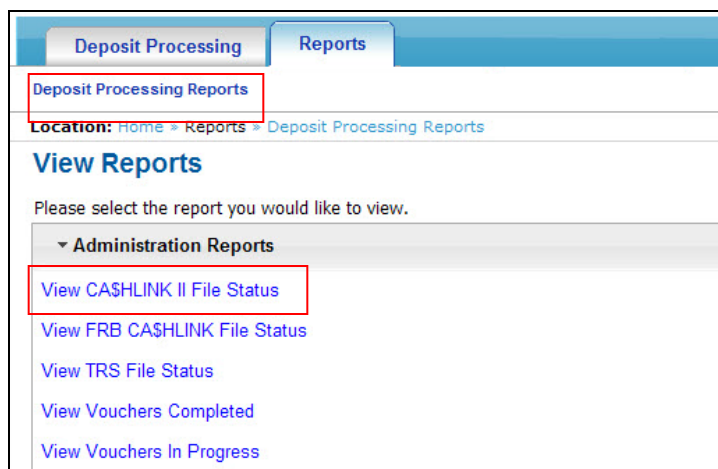 Deposit Processing Reports
Deposit Processing Reports
Location: Home » Reports » Deposit Processing Reports
View Reports
Please select the report you would like to view.
Administration Reports
View CA$HLINK II File Status
View FRB CA$HLINK File Status
View TRS File Status
View Vouchers Completed
View Vouchers In Progress